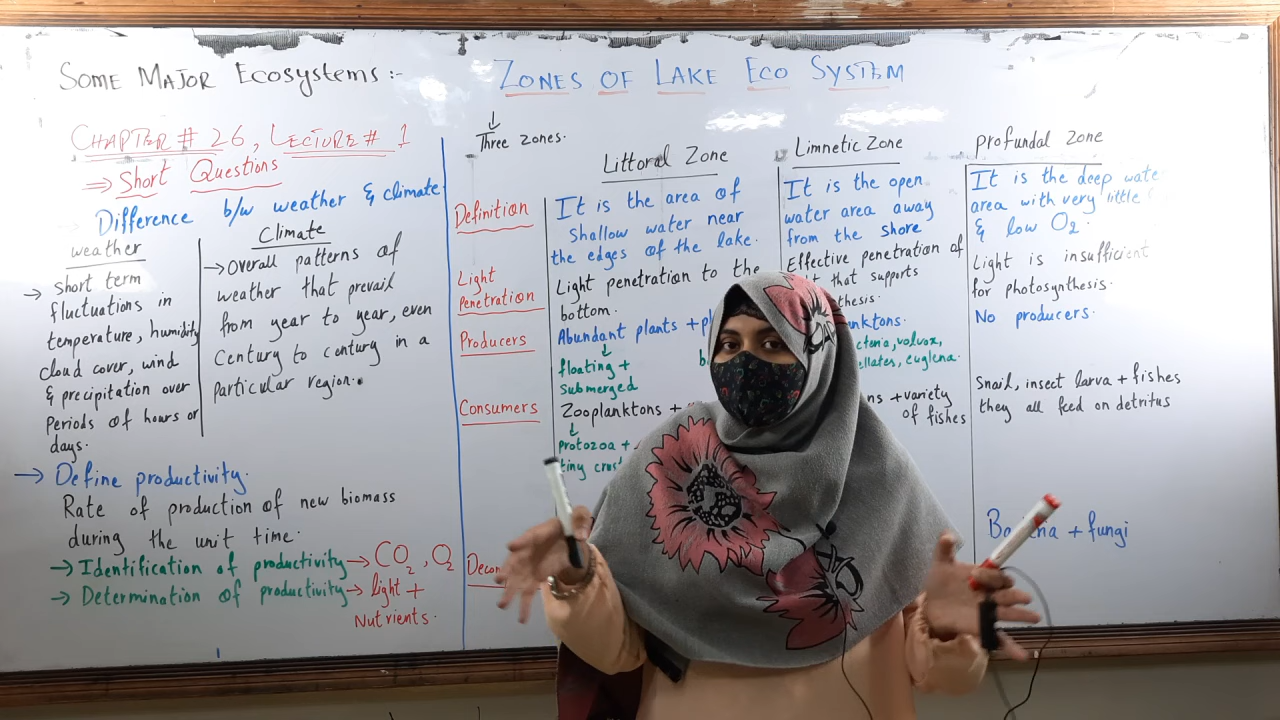 SOME MAJOR ECOSYSTEMS :-
CHAPTER # 26, LECTURE # 1
⇒ Short Questions
Difference b/w weather & climate
weather
→ short term
fluctuations in
temperature, humidity
cloud cover, wind
& precipitation over
Periods of hours or
days.
Climate
→ Overall patterns of
weather that prevail
from year to year, even
Century to century in a
particular region.
→ Define productivity.
Rate of production of new biomass
during the unit time.
→ Identification of productivity → CO2, O2
→ Determination of productivity → light +
Nutrients.
ZONES OF LAKE ECO SYSTEM
↓
Three zones.
Littoral Zone
Limnetic Zone
Profundal Zone
Definition
It is the area of
Shallow water near
the edges of the lake.
It is the open
water area away
from the shore
It is the deep
area with very little
& low O2.
Light
Penetration
Light penetration to the
bottom.
Effective penetration of
that supports
Light is insufficient
for photosynthesis.
Producers
Abundant plants +
↓
floating +
submerged
volvox,
euglena.
No producers.
Consumers
Zooplanktons +
↓
protozoa +
tiny
+ variety
of fishes
Snail, insect larva + fishes
they all feed on detritus
+ fungi